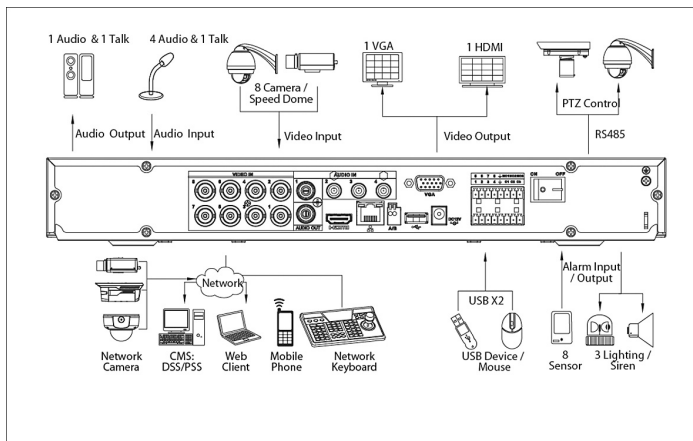 1 Audio & 1 Talk
4 Audio & 1 Talk
8 Camera /
Speed Dome
1 VGA
1 HDMI
PTZ Control
Audio Output
Audio Input
Video Input
Video Output
RS485
VIDEO IN
AUDIO IN
ON
OFF
VGA
AUDIO OUT
HDMI
A/B
DC12V
Network
USB X2
Alarm Input
/ Output
Network
Camera
CMS:
DSS/PSS
Web
Client
Mobile
Phone
Network
Keyboard
USB Device /
Mouse
8
Sensor
3 Lighting /
Siren